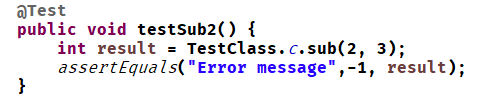 @Test
public void testSub2() {
    int result = TestClass.c.sub(2, 3);
    assertEquals("Error message",-1, result);
}